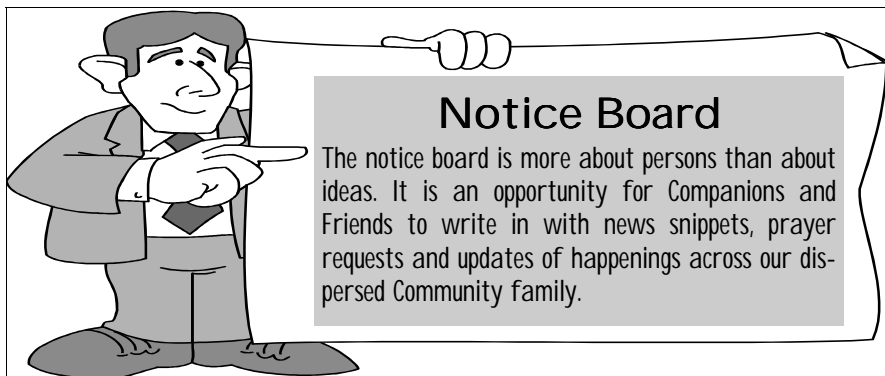 Notice Board
The notice board is more about persons than about
ideas. It is an opportunity for Companions and
Friends to write in with news snippets, prayer
requests and updates of happenings across our dis-
persed Community family.